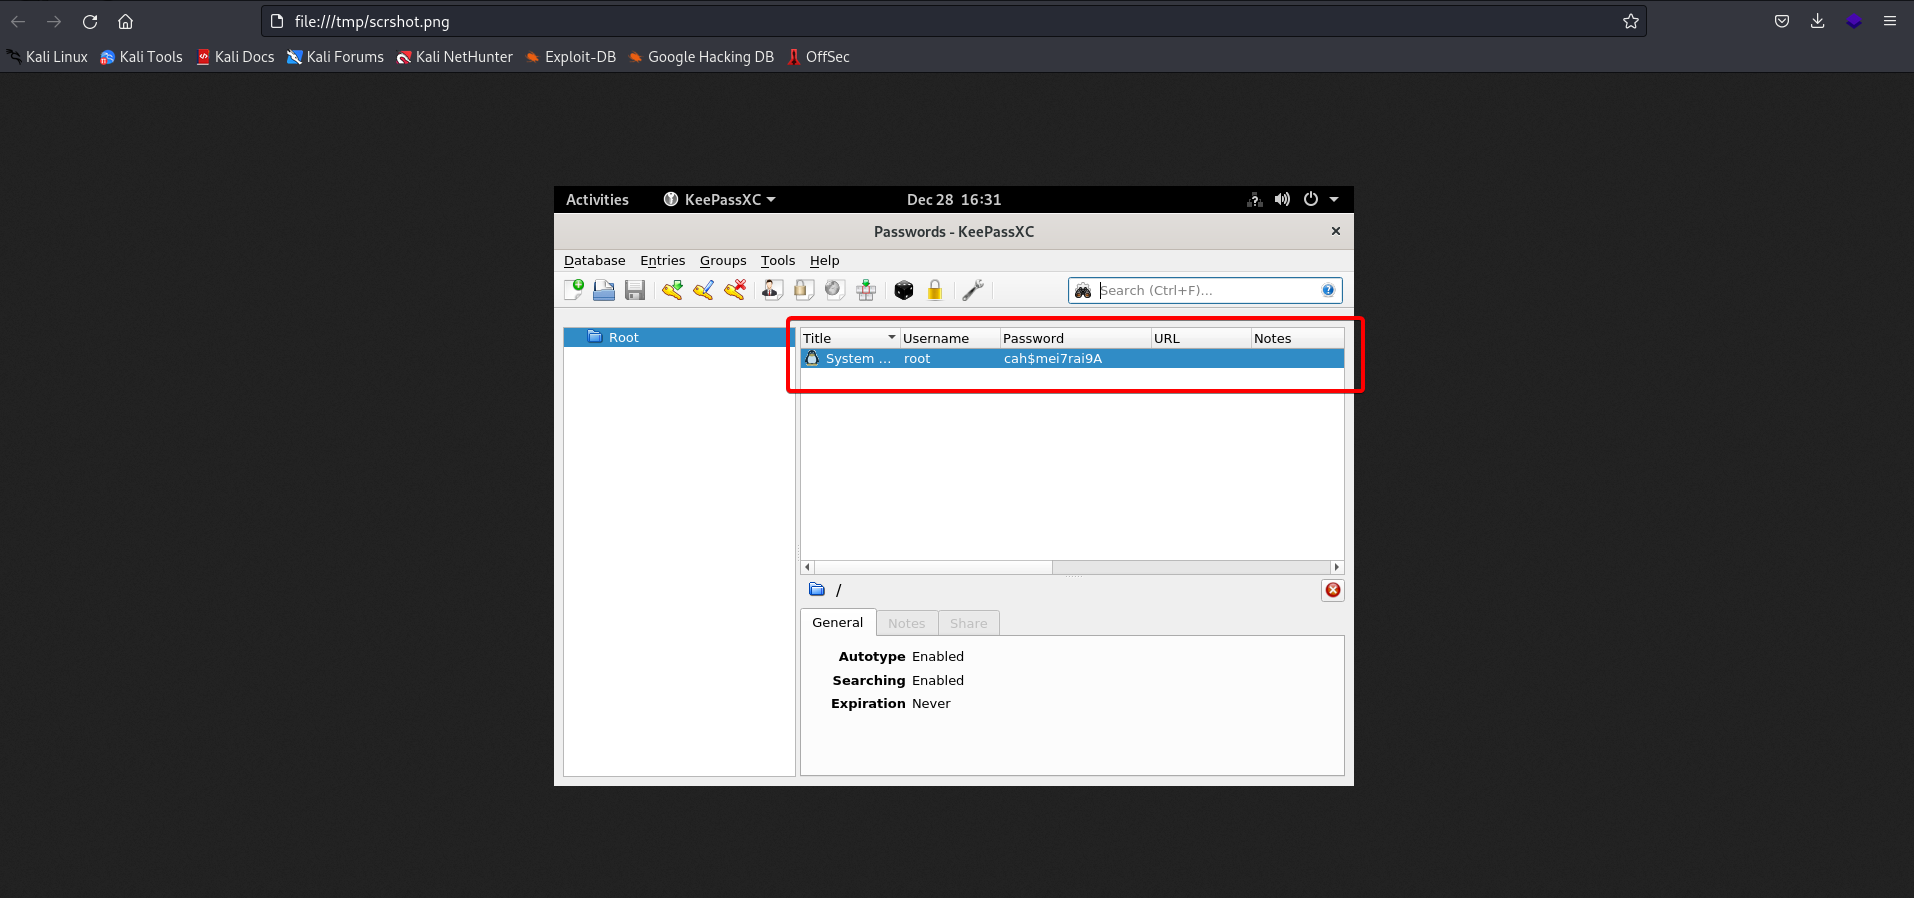 file:///tmp/scrshot.png
Kali Linux Kali Tools Kali Docs Kali Forums Kali NetHunter Exploit-DB Google Hacking DB OffSec
Activities KeePassXC Dec 28 16:31
Passwords - KeePassXC
Database Entries Groups Tools Help
Search (Ctrl+F)...
Root
Title Username Password URL Notes
System ... root cah$mei7rai9A
/
General Notes Share
Autotype Enabled
Searching Enabled
Expiration Never